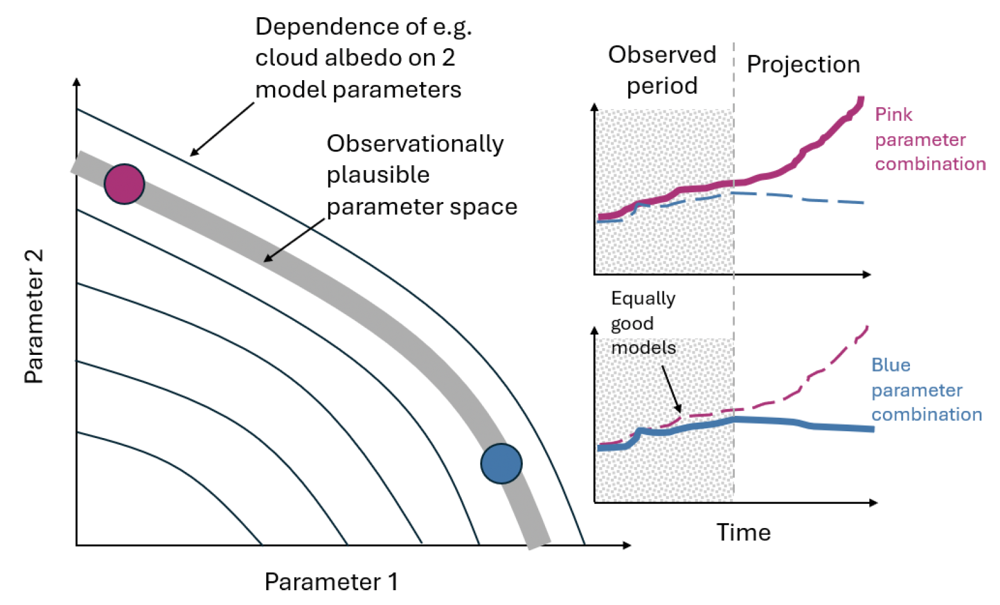 Dependence of e.g.
cloud albedo on 2
model parameters
Observationally
plausible
parameter space
Parameter 2
Parameter 1
Observed
period
Projection
Pink
parameter
combination
Equally
good
models
Blue
parameter
combination
Time